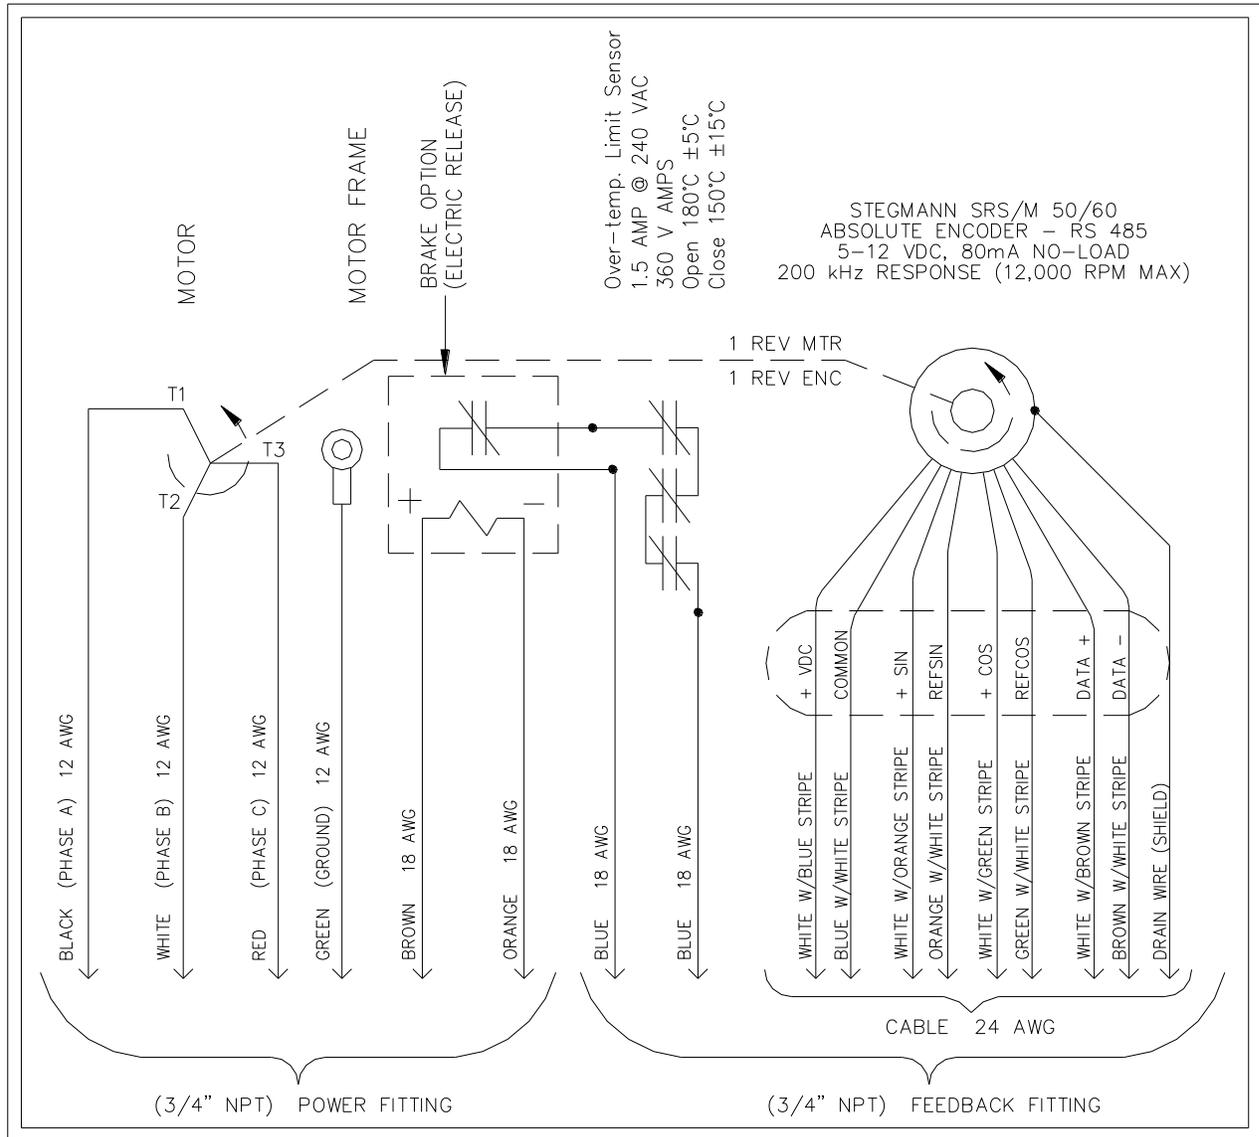 MOTOR
MOTOR FRAME
BRAKE OPTION
(ELECTRIC RELEASE)
Over-temp. Limit Sensor
1.5 AMP @ 240 VAC
360 V AMPS
Open 180°C ±5°C
Close 150°C ±15°C
STEGMANN SRS/M 50/60
ABSOLUTE ENCODER – RS 485
5-12 VDC, 80mA NO-LOAD
200 kHz RESPONSE (12,000 RPM MAX)
1 REV MTR
1 REV ENC
T1
T3
T2
+
–
+ VDC
COMMON
+ SIN
REFSIN
+ COS
REFCOS
DATA +
DATA -
BLACK (PHASE A) 12 AWG
WHITE (PHASE B) 12 AWG
RED (PHASE C) 12 AWG
GREEN (GROUND) 12 AWG
BROWN 18 AWG
ORANGE 18 AWG
BLUE 18 AWG
BLUE 18 AWG
WHITE W/BLUE STRIPE
BLUE W/WHITE STRIPE
WHITE W/ORANGE STRIPE
ORANGE W/WHITE STRIPE
WHITE W/GREEN STRIPE
GREEN W/WHITE STRIPE
WHITE W/BROWN STRIPE
BROWN W/WHITE STRIPE
DRAIN WIRE (SHIELD)
CABLE 24 AWG
(3/4" NPT) POWER FITTING
(3/4" NPT) FEEDBACK FITTING